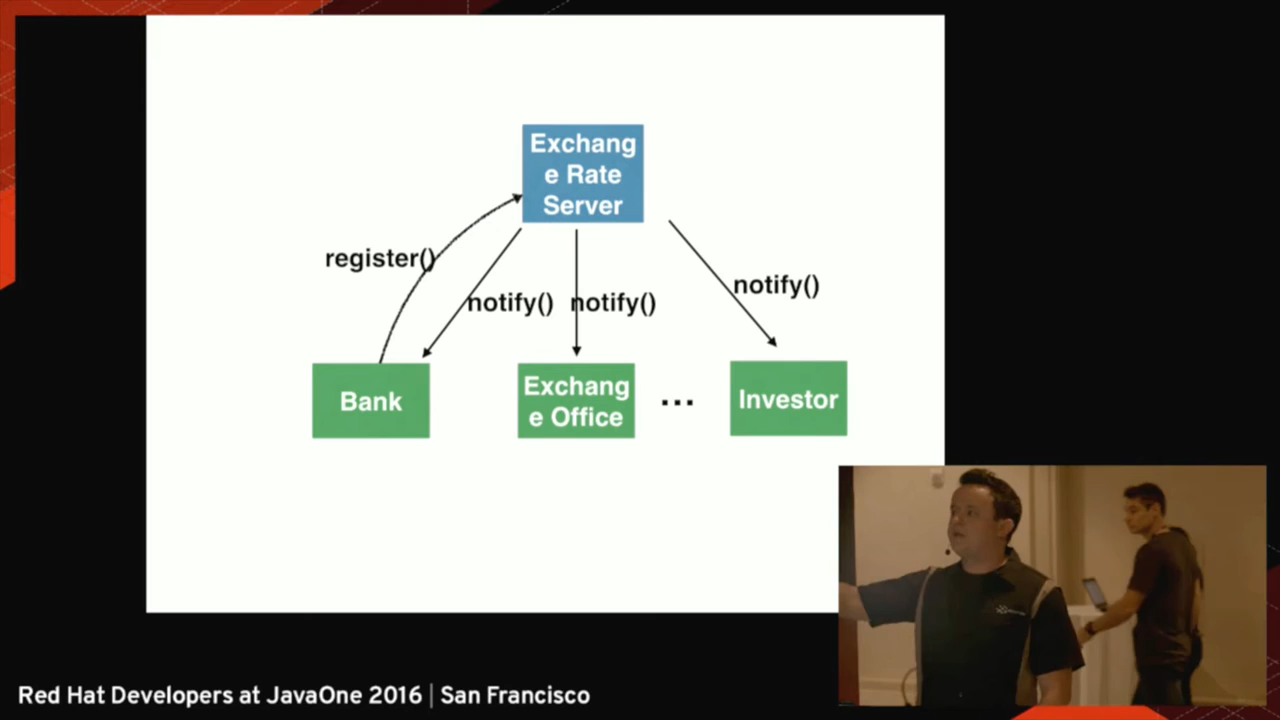 Exchang
e Rate
Server
register()
notify()
notify()
notify()
Bank
Exchang
e Office
...
Investor
Red Hat Developers at JavaOne 2016 | San Francisco